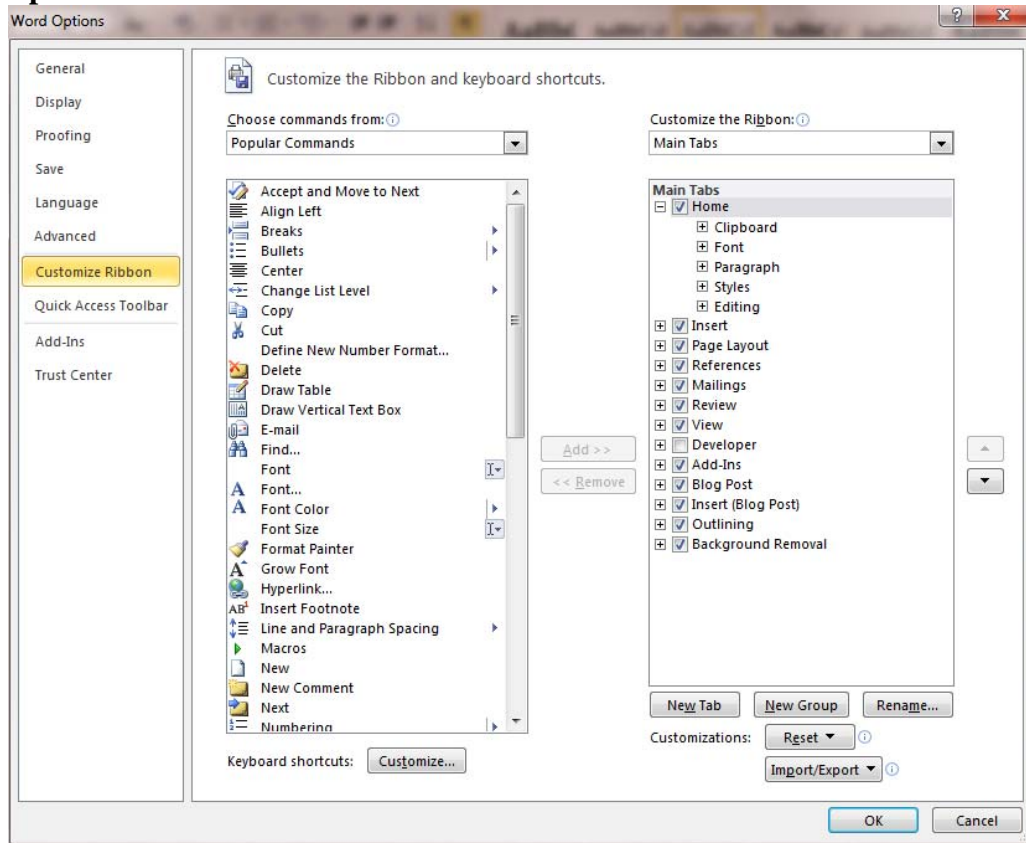 Word Options
General
Display
Proofing
Save
Language
Advanced
Customize Ribbon
Quick Access Toolbar
Add-Ins
Trust Center
Customize the Ribbon and keyboard shortcuts.
Choose commands from:
Popular Commands
Accept and Move to Next
Align Left
Breaks
Bullets
Center
Change List Level
Copy
Cut
Define New Number Format...
Delete
Draw Table
Draw Vertical Text Box
E-mail
Find...
Font
Font...
Font Color
Font Size
Format Painter
Grow Font
Hyperlink...
Insert Footnote
Line and Paragraph Spacing
Macros
New
New Comment
Next
Numbering
Keyboard shortcuts: Customize...
Add >>
<< Remove
Customize the Ribbon:
Main Tabs
Main Tabs
Home
Clipboard
Font
Paragraph
Styles
Editing
Insert
Page Layout
References
Mailings
Review
View
Developer
Add-Ins
Blog Post
Insert (Blog Post)
Outlining
Background Removal
New Tab New Group Rename...
Customizations: Reset
Import/Export
OK Cancel